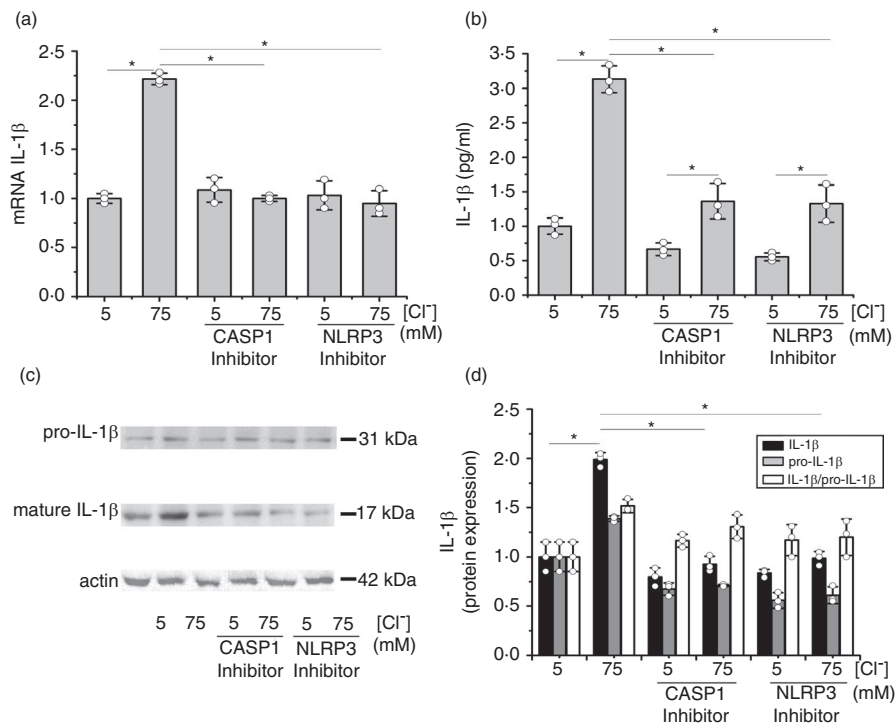 (a)
*
*
*
2·5
2·0
1·5
1·0
0·5
0·0
mRNA IL-1β
5 75 5 75 5 75 [Cl⁻]
CASP1 NLRP3 (mM)
Inhibitor Inhibitor
(b)
*
*
*
*
*
3·5
3·0
2·5
2·0
1·5
1·0
0·5
0·0
IL-1β (pg/ml)
5 75 5 75 5 75 [Cl⁻]
CASP1 NLRP3 (mM)
Inhibitor Inhibitor
(c)
pro-IL-1β 31 kDa
mature IL-1β 17 kDa
actin 42 kDa
5 75 5 75 5 75 [Cl⁻]
CASP1 NLRP3 (mM)
Inhibitor Inhibitor
(d)
*
*
*
IL-1β
pro-IL-1β
IL-1β/pro-IL-1β
2·5
2·0
1·5
1·0
0·5
0·0
IL-1β
(protein expression)
5 75 5 75 5 75 [Cl⁻]
CASP1 NLRP3 (mM)
Inhibitor Inhibitor